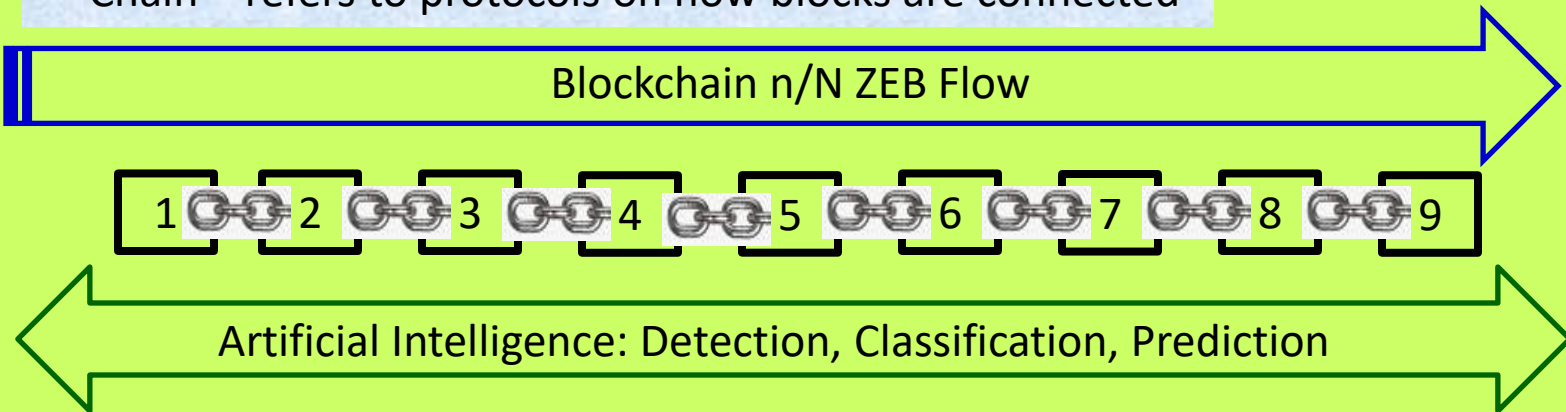 Chain – refers to protocols on how blocks are connected
Blockchain n/N ZEB Flow
1 2 3 4 5 6 7 8 9
Artificial Intelligence: Detection, Classification, Prediction